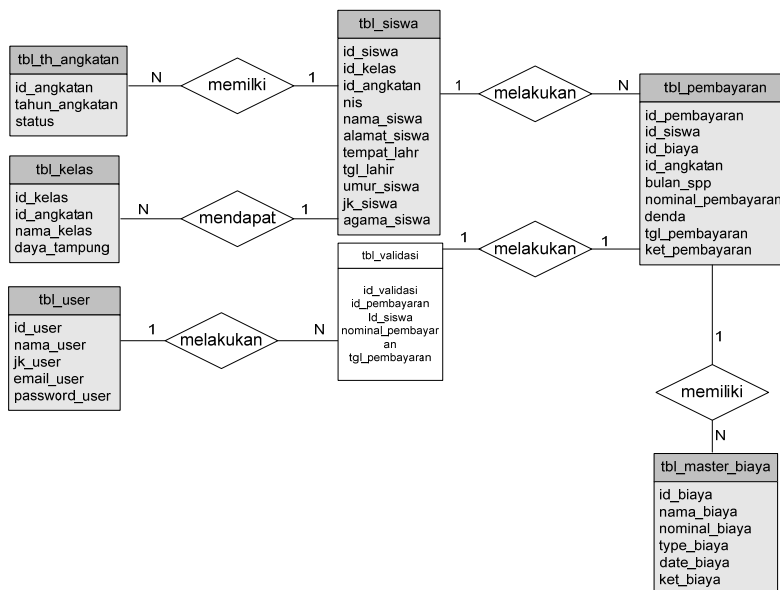 tbl_th_angkatan
id_angkatan
tahun_angkatan
status
N
memilki
1
tbl_siswa
id_siswa
id_kelas
id_angkatan
nis
nama_siswa
alamat_siswa
tempat_lahr
tgl_lahir
umur_siswa
jk_siswa
agama_siswa
1
melakukan
N
tbl_pembayaran
id_pembayaran
id_siswa
id_biaya
id_angkatan
bulan_spp
nominal_pembayaran
denda
tgl_pembayaran
ket_pembayaran
tbl_kelas
id_kelas
id_angkatan
nama_kelas
daya_tampung
N
mendapat
1
tbl_validasi
id_validasi
id_pembayaran
Id_siswa
nominal_pembayar
an
tgl_pembayaran
1
melakukan
1
tbl_user
id_user
nama_user
jk_user
email_user
password_user
1
melakukan
N
1
memiliki
N
tbl_master_biaya
id_biaya
nama_biaya
nominal_biaya
type_biaya
date_biaya
ket_biaya